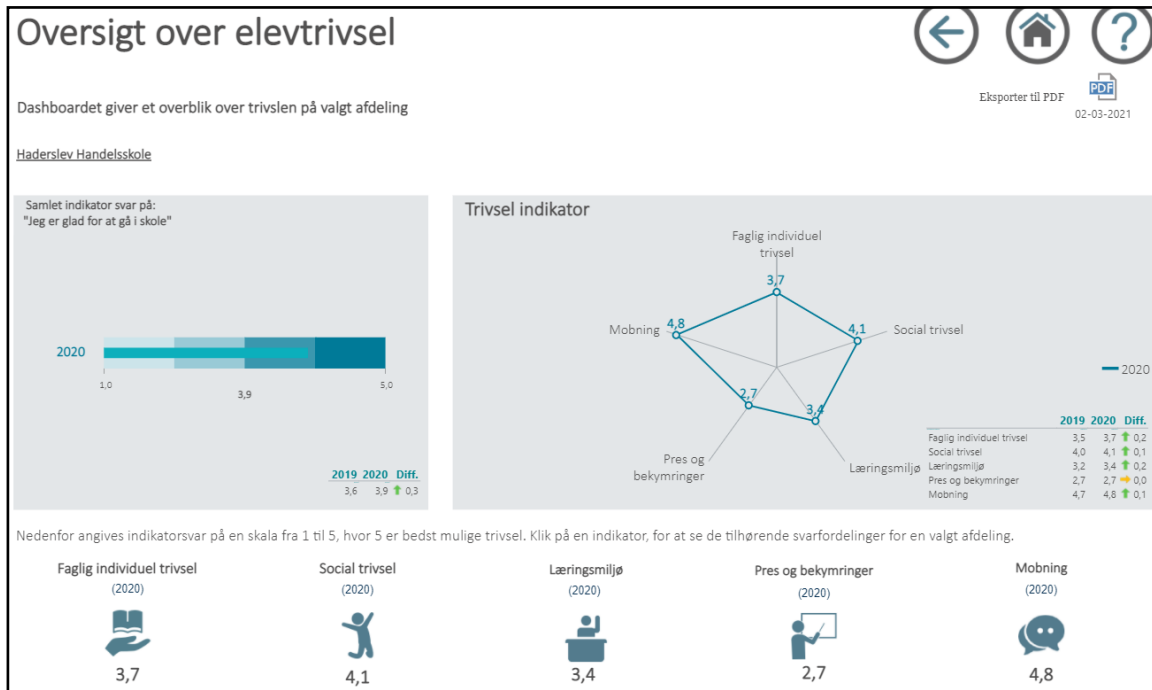 Oversigt over elevtrivsel
?
Dashboardet giver et overblik over trivslen på valgt afdeling
Eksporter til PDF
PDF
02-03-2021
Haderslev Handelsskole
Samlet indikator svar på:
"Jeg er glad for at gå i skole"
2020
1,0
3,9
5,0
2019 2020 Diff.
3,6 3,9 0,3
Trivsel indikator
Faglig individuel
trivsel
3,7
Mobning
4,8
4,1
Social trivsel
2,7
3,4
Pres og
bekymringer
Læringsmiljø
2020
2019 2020 Diff.
Faglig individuel trivsel 3,5 3,7 0,2
Social trivsel 4,0 4,1 0,1
Læringsmiljø 3,2 3,4 0,2
Pres og bekymringer 2,7 2,7 0,0
Mobning 4,7 4,8 0,1
Nedenfor angives indikatorsvar på en skala fra 1 til 5, hvor 5 er bedst mulige trivsel. Klik på en indikator, for at se de tilhørende svarfordelinger for en valgt afdeling.
Faglig individuel trivsel
(2020)
3,7
Social trivsel
(2020)
4,1
Læringsmiljø
(2020)
3,4
Pres og bekymringer
(2020)
2,7
Mobning
(2020)
4,8